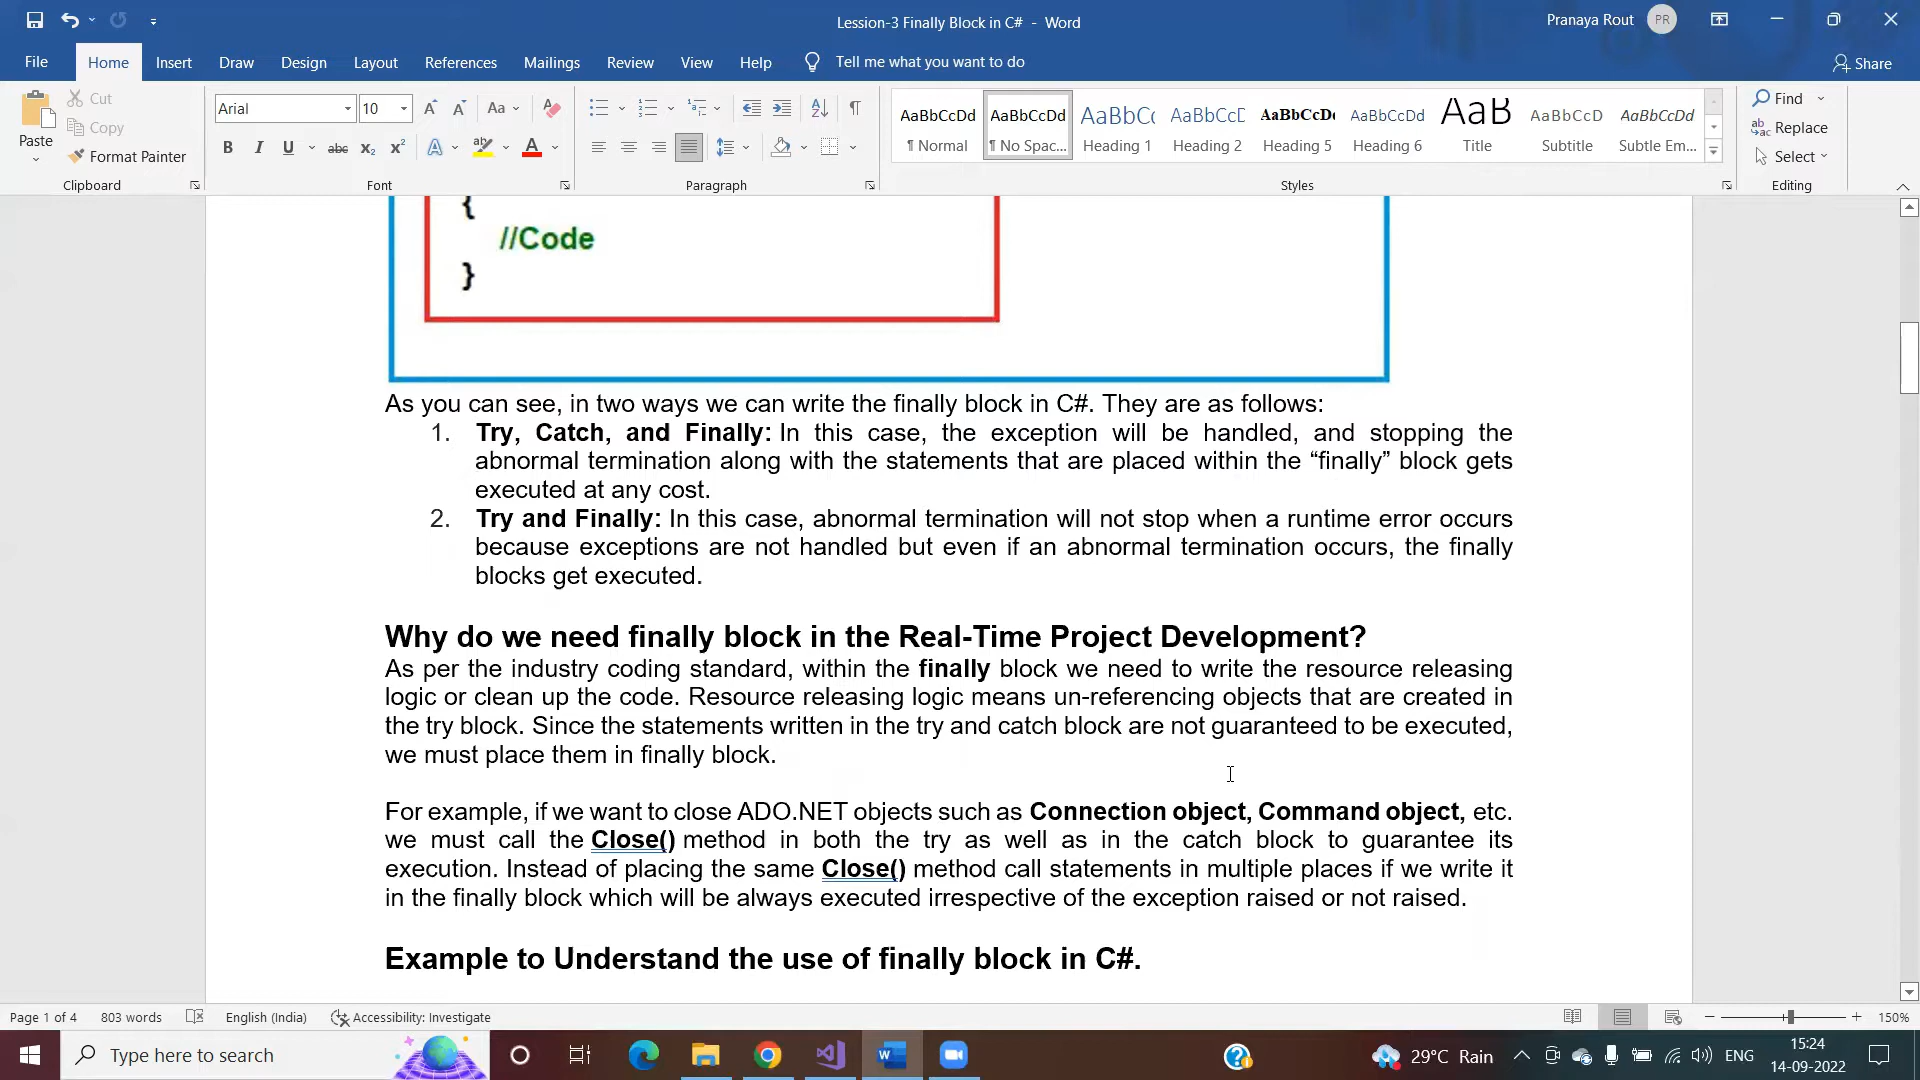 Lession-3 Finally Block in C# - Word
Pranaya Rout
PR
File
Home
Insert
Draw
Design
Layout
References
Mailings
Review
View
Help
Tell me what you want to do
Share
Paste
Cut
Copy
Format Painter
Clipboard
Arial
10
Font
Paragraph
AaBbCcDd
¶ Normal
AaBbCcDd
¶ No Spac...
AaBbCc
Heading 1
AaBbCcD
Heading 2
AaBbCcDd
Heading 5
AaBbCcDd
Heading 6
AaB
Title
AaBbCcD
Subtitle
AaBbCcDd
Subtle Em...
Styles
Find
Replace
Select
Editing
{
//Code
}
As you can see, in two ways we can write the finally block in C#. They are as follows:
1. Try, Catch, and Finally: In this case, the exception will be handled, and stopping the
abnormal termination along with the statements that are placed within the “finally” block gets
executed at any cost.
2. Try and Finally: In this case, abnormal termination will not stop when a runtime error occurs
because exceptions are not handled but even if an abnormal termination occurs, the finally
blocks get executed.
Why do we need finally block in the Real-Time Project Development?
As per the industry coding standard, within the finally block we need to write the resource releasing
logic or clean up the code. Resource releasing logic means un-referencing objects that are created in
the try block. Since the statements written in the try and catch block are not guaranteed to be executed,
we must place them in finally block.
For example, if we want to close ADO.NET objects such as Connection object, Command object, etc.
we must call the Close() method in both the try as well as in the catch block to guarantee its
execution. Instead of placing the same Close() method call statements in multiple places if we write it
in the finally block which will be always executed irrespective of the exception raised or not raised.
Example to Understand the use of finally block in C#.
Page 1 of 4
803 words
English (India)
Accessibility: Investigate
150%
Type here to search
29°C Rain
ENG
15:24
14-09-2022